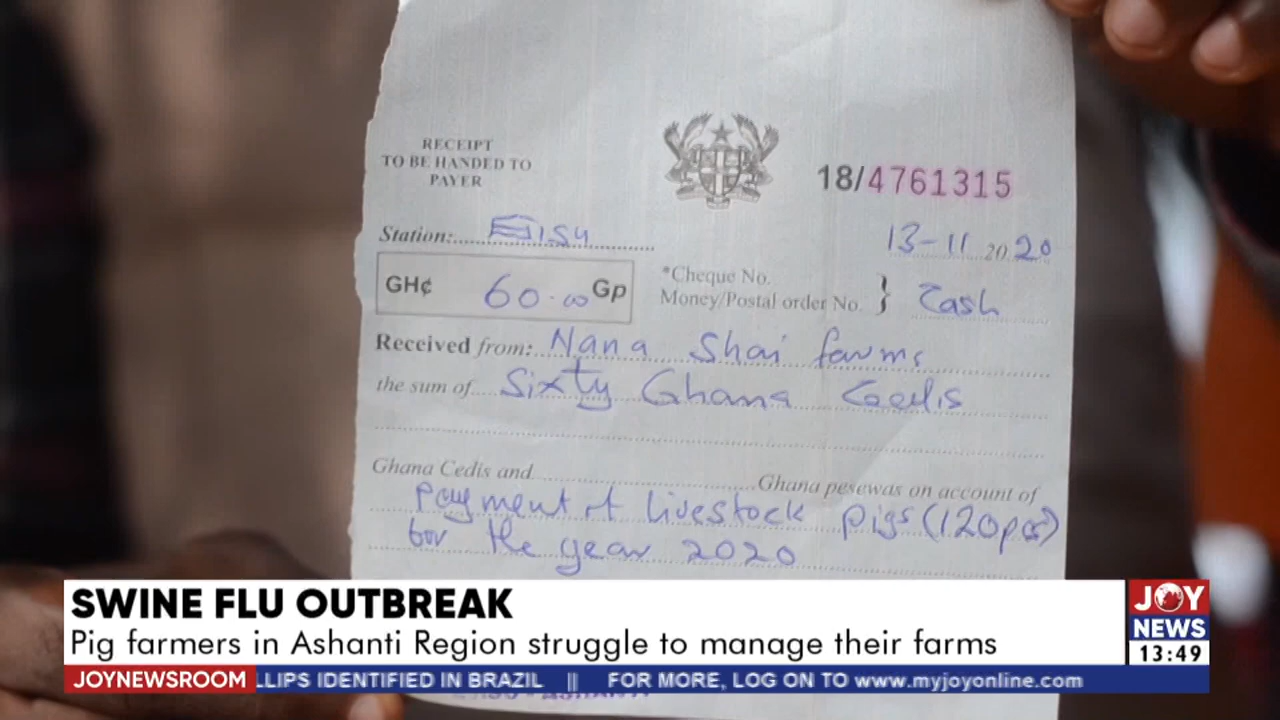 RECEIPT
TO BE HANDED TO
PAYER
18/4761315
Station: Ejisu
13-11 2020
GH¢ 60.00 Gp
*Cheque No.
Money/Postal order No. } Cash
Received from: Nana Shai farms
the sum of Sixty Ghana Cedis
Ghana Cedis and Ghana pesewas on account of
Payment of livestock pigs (120pcs)
for the year 2020
SWINE FLU OUTBREAK
Pig farmers in Ashanti Region struggle to manage their farms
JOY
NEWS
13:49
JOYNEWSROOM LLIPS IDENTIFIED IN BRAZIL || FOR MORE, LOG ON TO www.myjoyonline.com